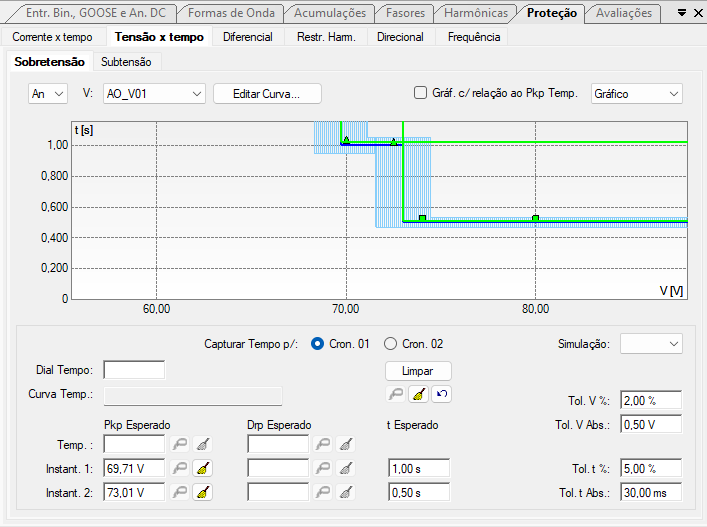 Entr. Bin., GOOSE e An. DC Formas de Onda Acumulações Fasores Harmônicas Proteção Avaliações
Corrente x tempo Tensão x tempo Diferencial Restr. Harm. Direcional Frequência
Sobretensão Subtensão
An V: AO_V01 Editar Curva... Gráf. c/ relação ao Pkp Temp. Gráfico
t [s]
1,00
0,800
0,600
0,400
0,200
0
V [V]
60,00 70,00 80,00
Capturar Tempo p/: Cron. 01 Cron. 02 Simulação:
Dial Tempo: Limpar
Curva Temp.: Tol. V %: 2,00 %
Pkp Esperado Drp Esperado t Esperado Tol. V Abs.: 0,50 V
Temp. :
Instant. 1: 69,71 V 1,00 s Tol. t %: 5,00 %
Instant. 2: 73,01 V 0,50 s Tol. t Abs.: 30,00 ms